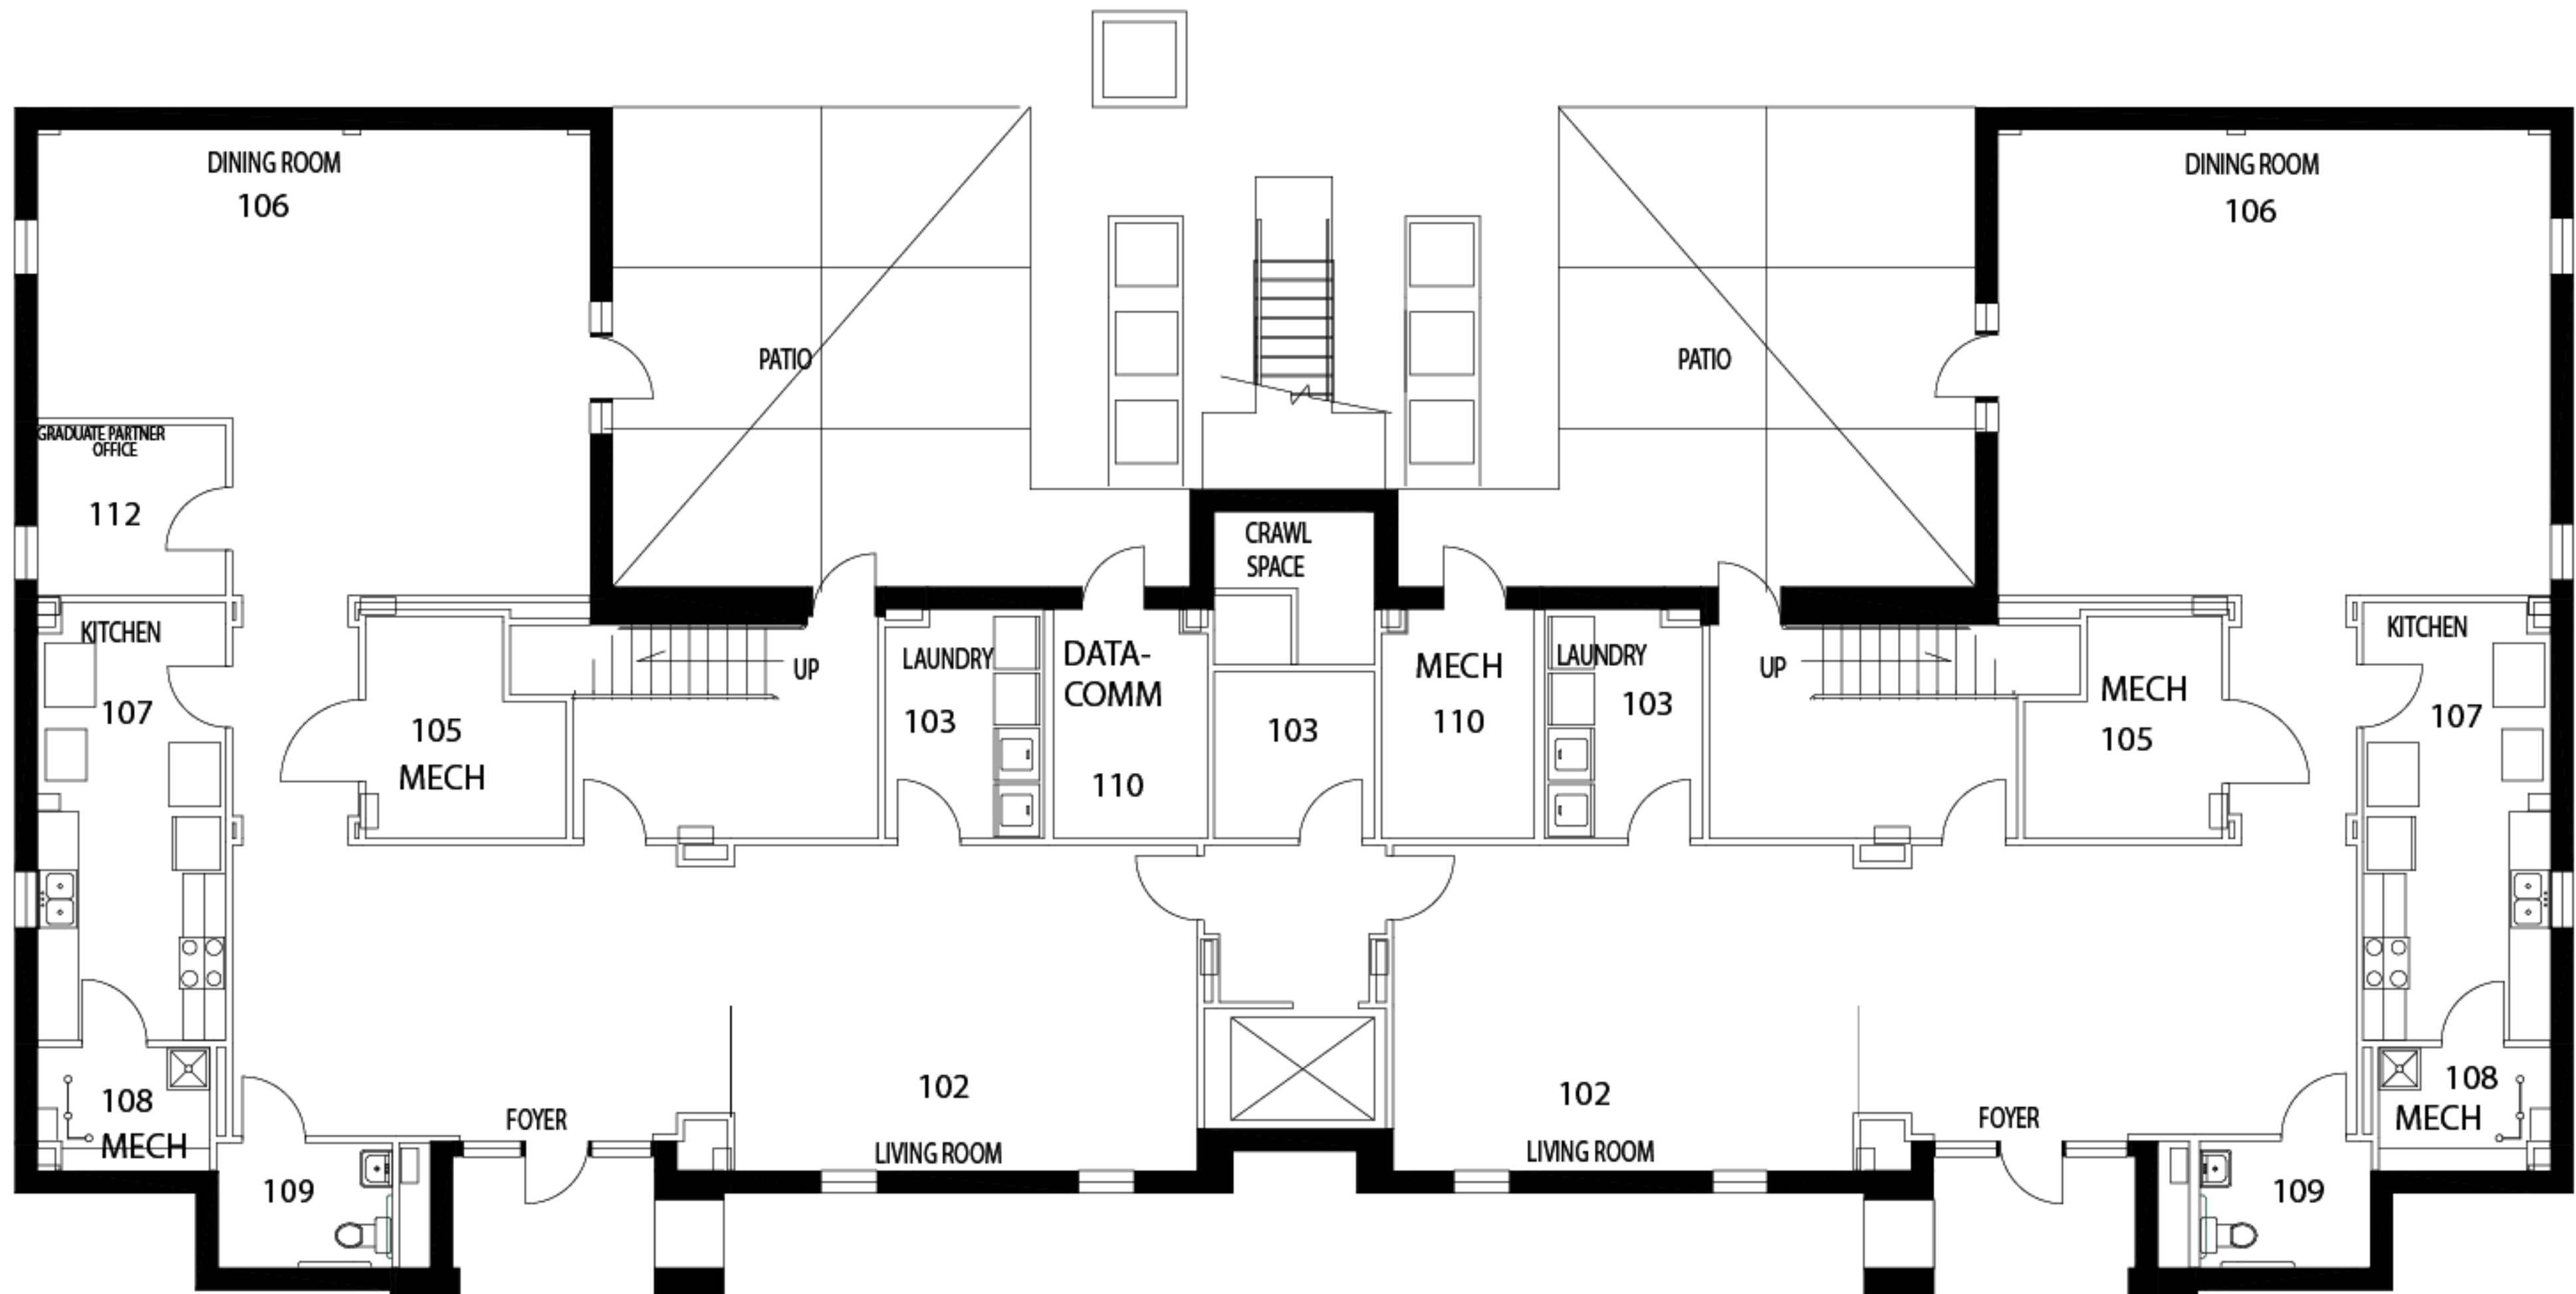 DINING ROOM
106
DINING ROOM
106
PATIO
PATIO
GRADUATE PARTNER
OFFICE
112
CRAWL
SPACE
KITCHEN
107
105
MECH
UP
LAUNDRY
103
DATA-
COMM
110
103
MECH
110
LAUNDRY
103
UP
MECH
105
KITCHEN
107
108
MECH
109
FOYER
102
LIVING ROOM
102
LIVING ROOM
FOYER
109
108
MECH